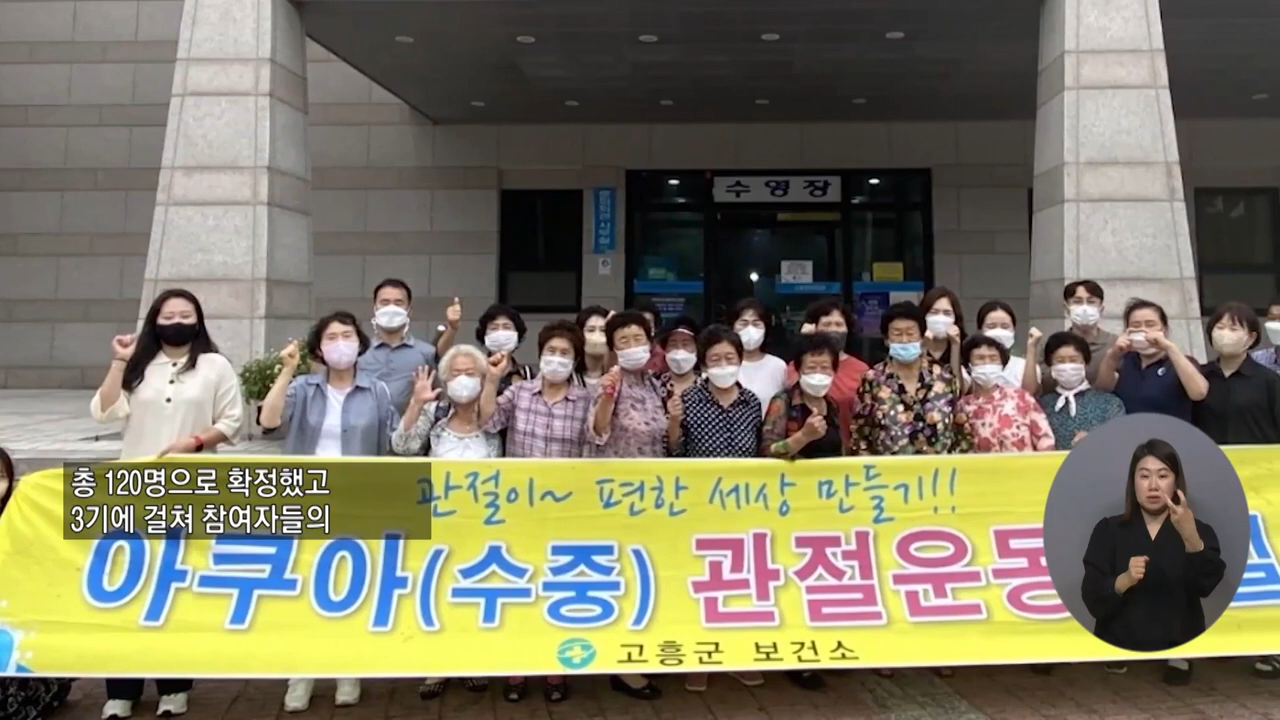 수영장
총 120명으로 확정했고
3기에 걸쳐 참여자들의
관절이~ 편한 세상 만들기!!
아쿠아(수중) 관절운동
고흥군 보건소